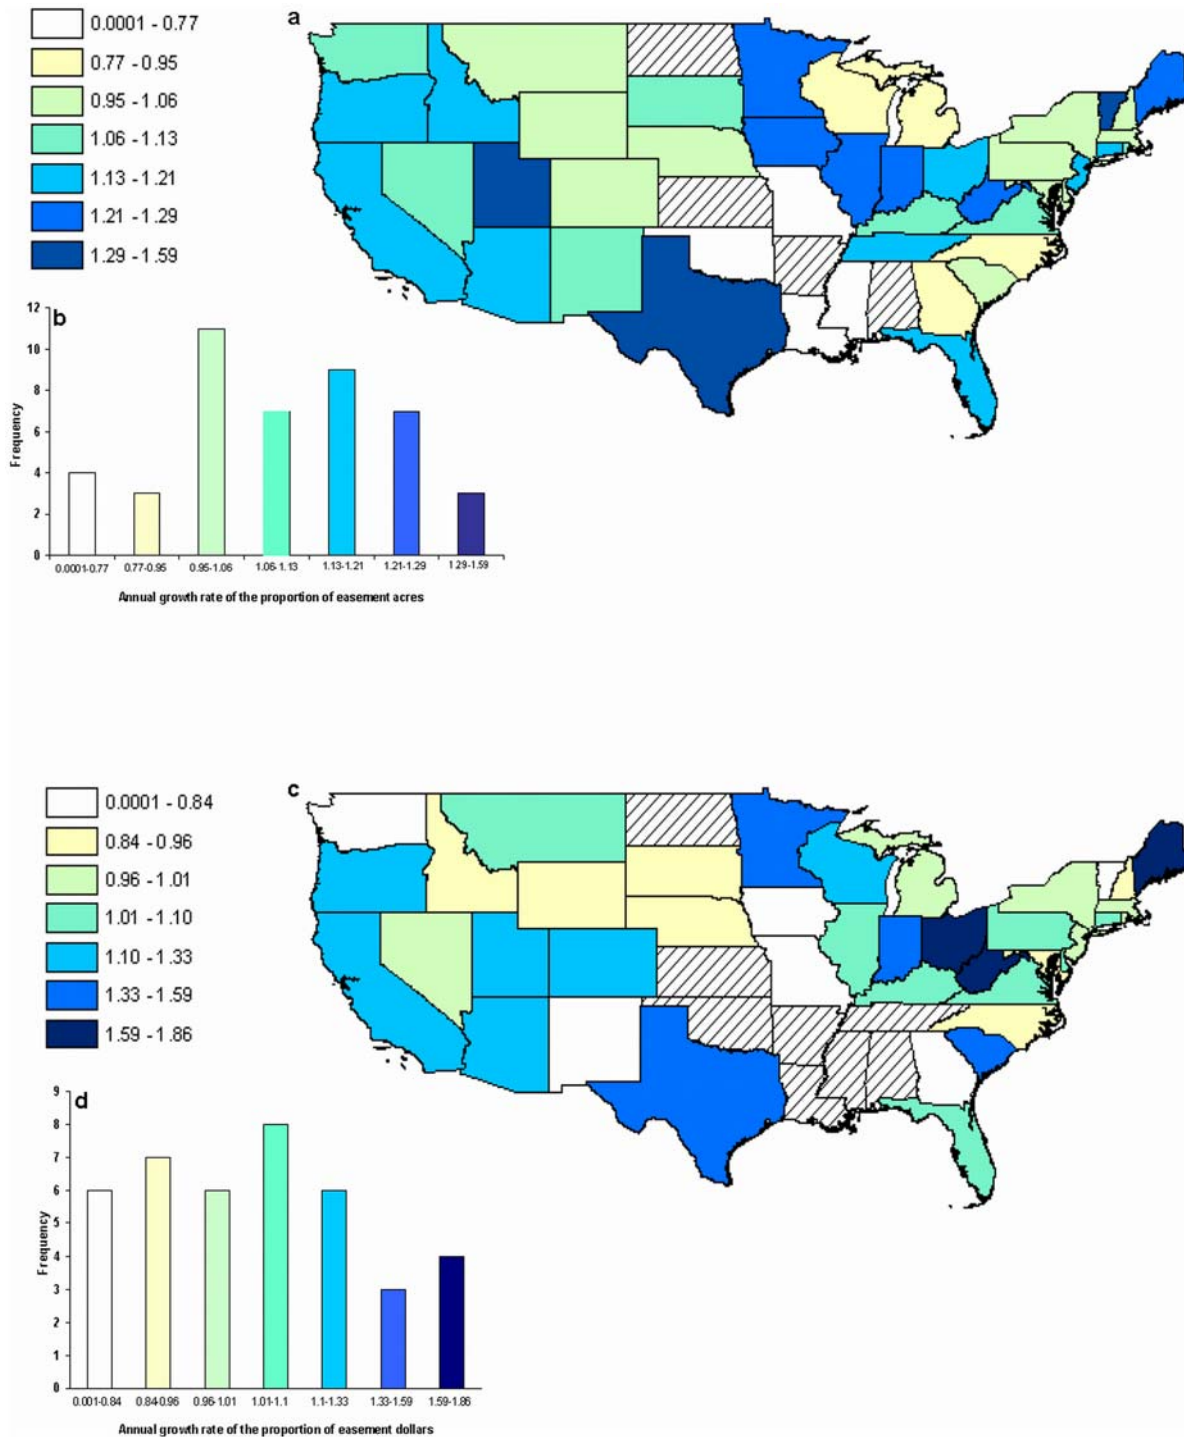 a
0.0001 - 0.77
0.77 - 0.95
0.95 - 1.06
1.06 - 1.13
1.13 - 1.21
1.21 - 1.29
1.29 - 1.59
b
12
10
8
6
4
2
0
Frequency
0.0001-0.77 0.77-0.95 0.95-1.06 1.06-1.13 1.13-1.21 1.21-1.29 1.29-1.59
Annual growth rate of the proportion of easement acres
c
0.0001 - 0.84
0.84 - 0.96
0.96 - 1.01
1.01 - 1.10
1.10 - 1.33
1.33 - 1.59
1.59 - 1.86
d
9
8
7
6
5
4
3
2
1
0
Frequency
0.001-0.84 0.84-0.96 0.96-1.01 1.01-1.1 1.1-1.33 1.33-1.59 1.59-1.86
Annual growth rate of the proportion of easement dollars